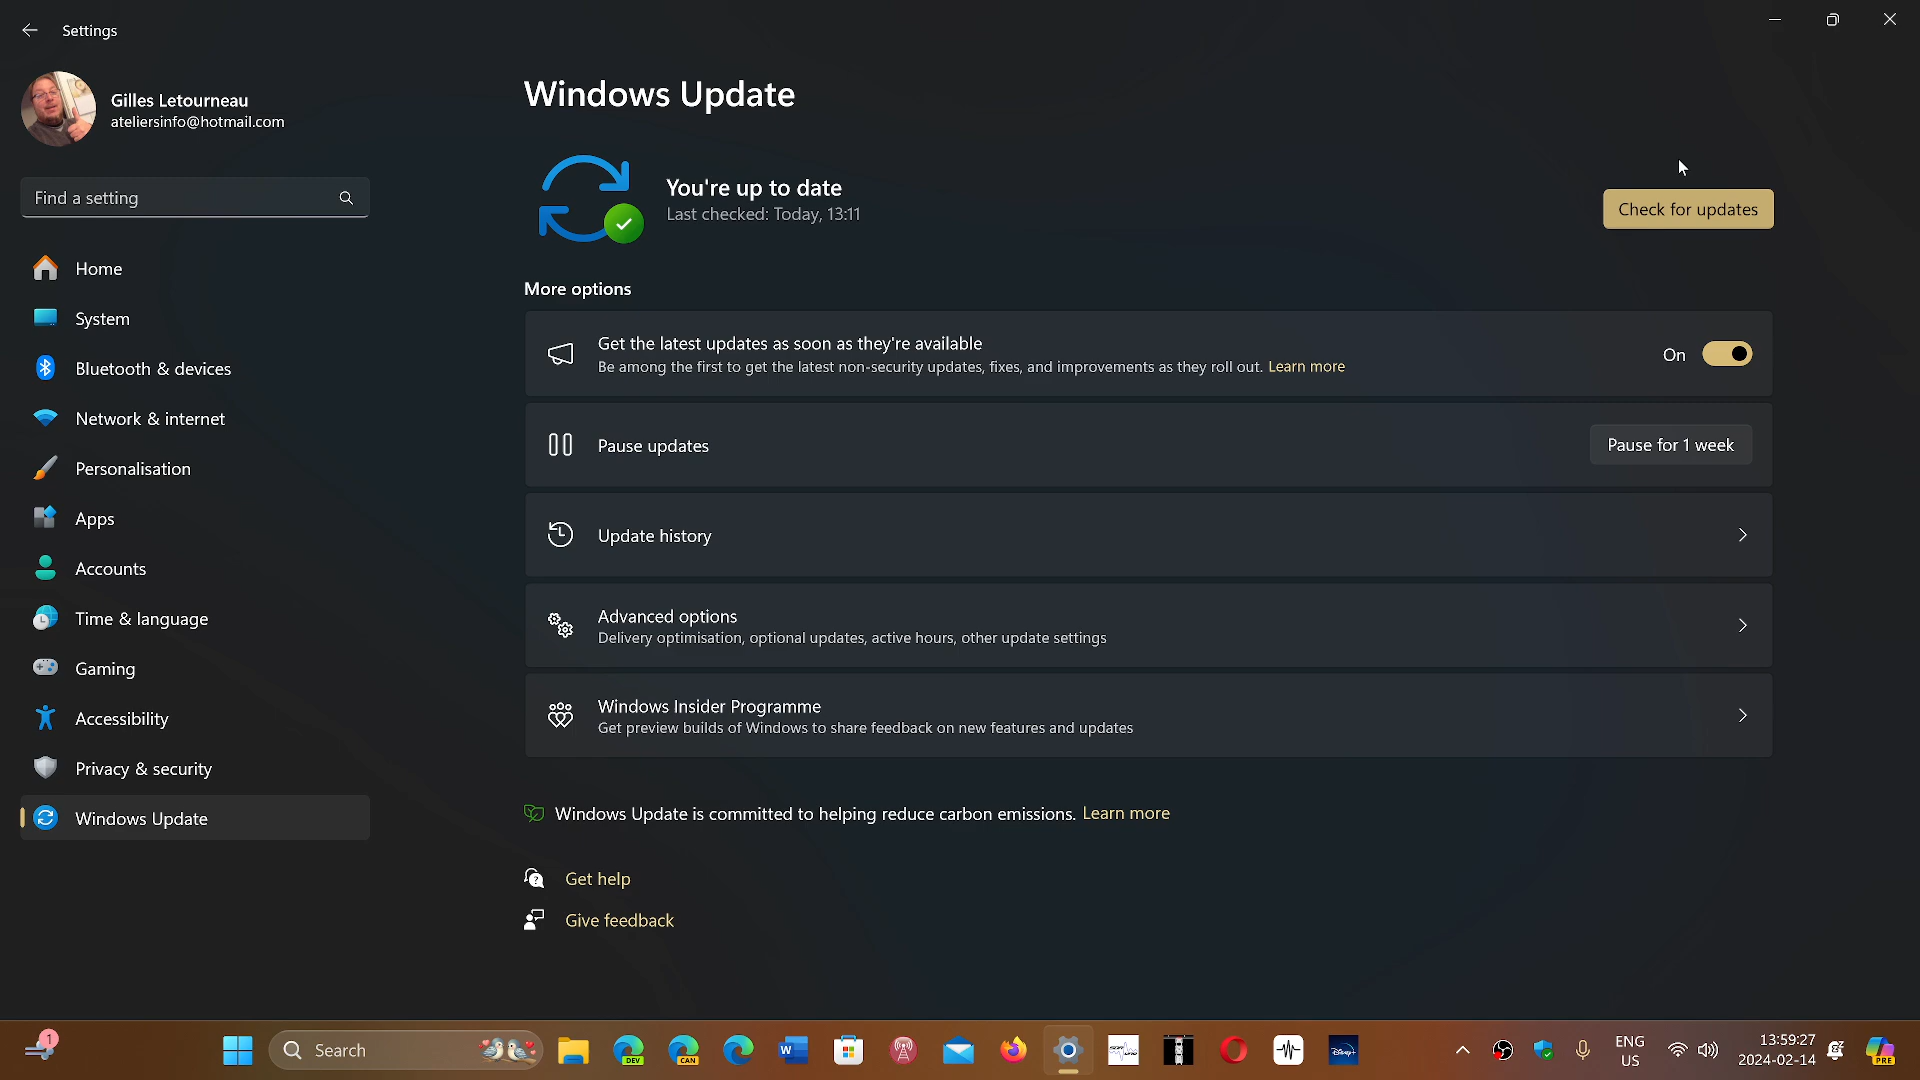 Settings
Gilles Letourneau
ateliersinfo@hotmail.com
Find a setting
Home
System
Bluetooth & devices
Network & internet
Personalisation
Apps
Accounts
Time & language
Gaming
Accessibility
Privacy & security
Windows Update
Windows Update
You're up to date
Last checked: Today, 13:11
Check for updates
More options
Get the latest updates as soon as they're available
Be among the first to get the latest non-security updates, fixes, and improvements as they roll out. Learn more
On
Pause updates
Pause for 1 week
Update history
Advanced options
Delivery optimisation, optional updates, active hours, other update settings
Windows Insider Programme
Get preview builds of Windows to share feedback on new features and updates
Windows Update is committed to helping reduce carbon emissions. Learn more
Get help
Give feedback
1
Search
DEV
CAN
W
Disney+
ENG
US
13:59:27
2024-02-14
PRE